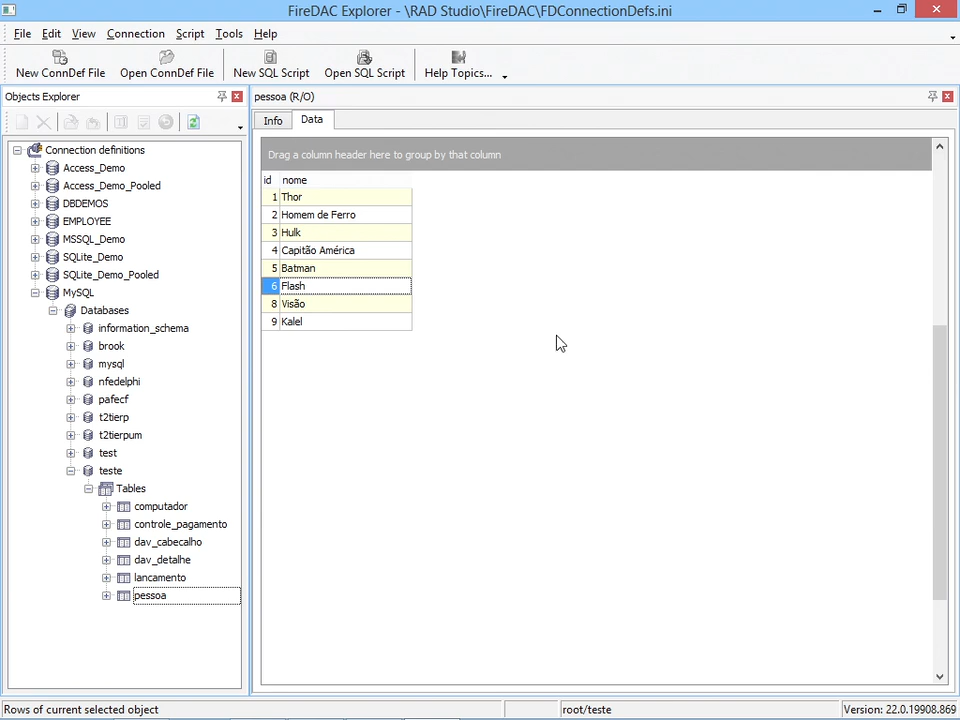 FireDAC Explorer - \RAD Studio\FireDAC\FDConnectionDefs.ini
File Edit View Connection Script Tools Help
New ConnDef File Open ConnDef File New SQL Script Open SQL Script Help Topics...
Objects Explorer
Connection definitions
Access_Demo
Access_Demo_Pooled
DBDEMOS
EMPLOYEE
MSSQL_Demo
SQLite_Demo
SQLite_Demo_Pooled
MySQL
Databases
information_schema
brook
mysql
nfedelphi
pafecf
t2tierp
t2tierpum
test
teste
Tables
computador
controle_pagamento
dav_cabecalho
dav_detalhe
lancamento
pessoa
pessoa (R/O)
Info Data
Drag a column header here to group by that column
id nome
1 Thor
2 Homem de Ferro
3 Hulk
4 Capitão América
5 Batman
6 Flash
8 Visão
9 Kalel
Rows of current selected object root/teste Version: 22.0.19908.869